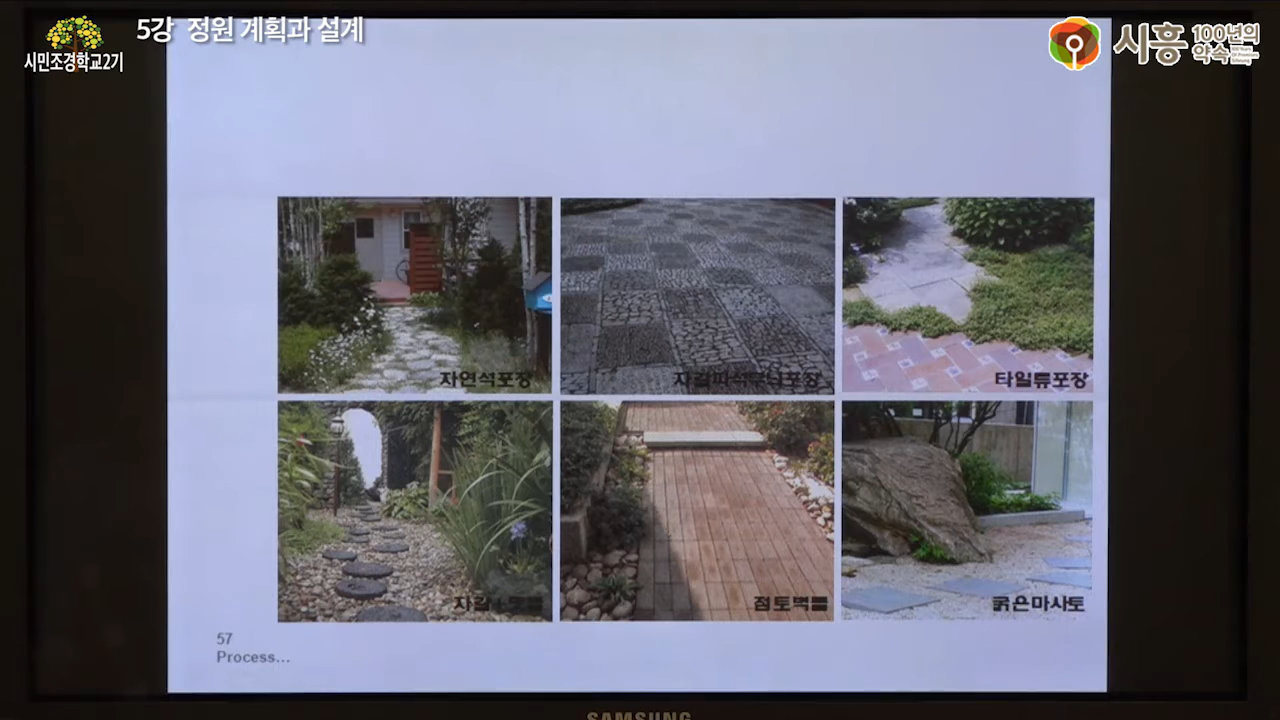 5강 정원 계획과 설계
시민조경학교2기
시흥 100년의 약속
자연석포장
타일류포장
점토벽돌
굵은마사토
57
Process...
SAMSUNG